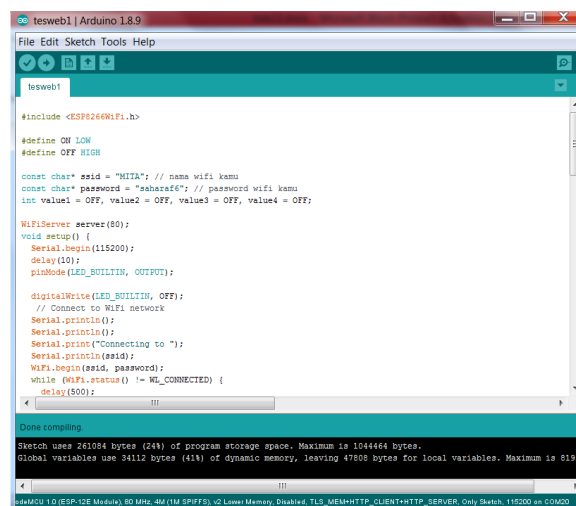 tesweb1 | Arduino 1.8.9
File Edit Sketch Tools Help
tesweb1
#include <ESP8266WiFi.h>
#define ON LOW
#define OFF HIGH
const char* ssid = "MITA"; // nama wifi kamu
const char* password = "saharaf6"; // password wifi kamu
int value1 = OFF, value2 = OFF, value3 = OFF, value4 = OFF;
WiFiServer server(80);
void setup() {
Serial.begin(115200);
delay(10);
pinMode(LED_BUILTIN, OUTPUT);
digitalWrite(LED_BUILTIN, OFF);
// Connect to WiFi network
Serial.println();
Serial.println();
Serial.print("Connecting to ");
Serial.println(ssid);
WiFi.begin(ssid, password);
while (WiFi.status() != WL_CONNECTED) {
delay(500);
Done compiling.
Sketch uses 261084 bytes (24%) of program storage space. Maximum is 1044464 bytes.
Global variables use 34112 bytes (41%) of dynamic memory, leaving 47808 bytes for local variables. Maximum is 819
odeMCU 1.0 (ESP-12E Module), 80 MHz, 4M (1M SPIFFS), v2 Lower Memory, Disabled, TLS_MEM+HTTP_CLIENT+HTTP_SERVER, Only Sketch, 115200 on COM20